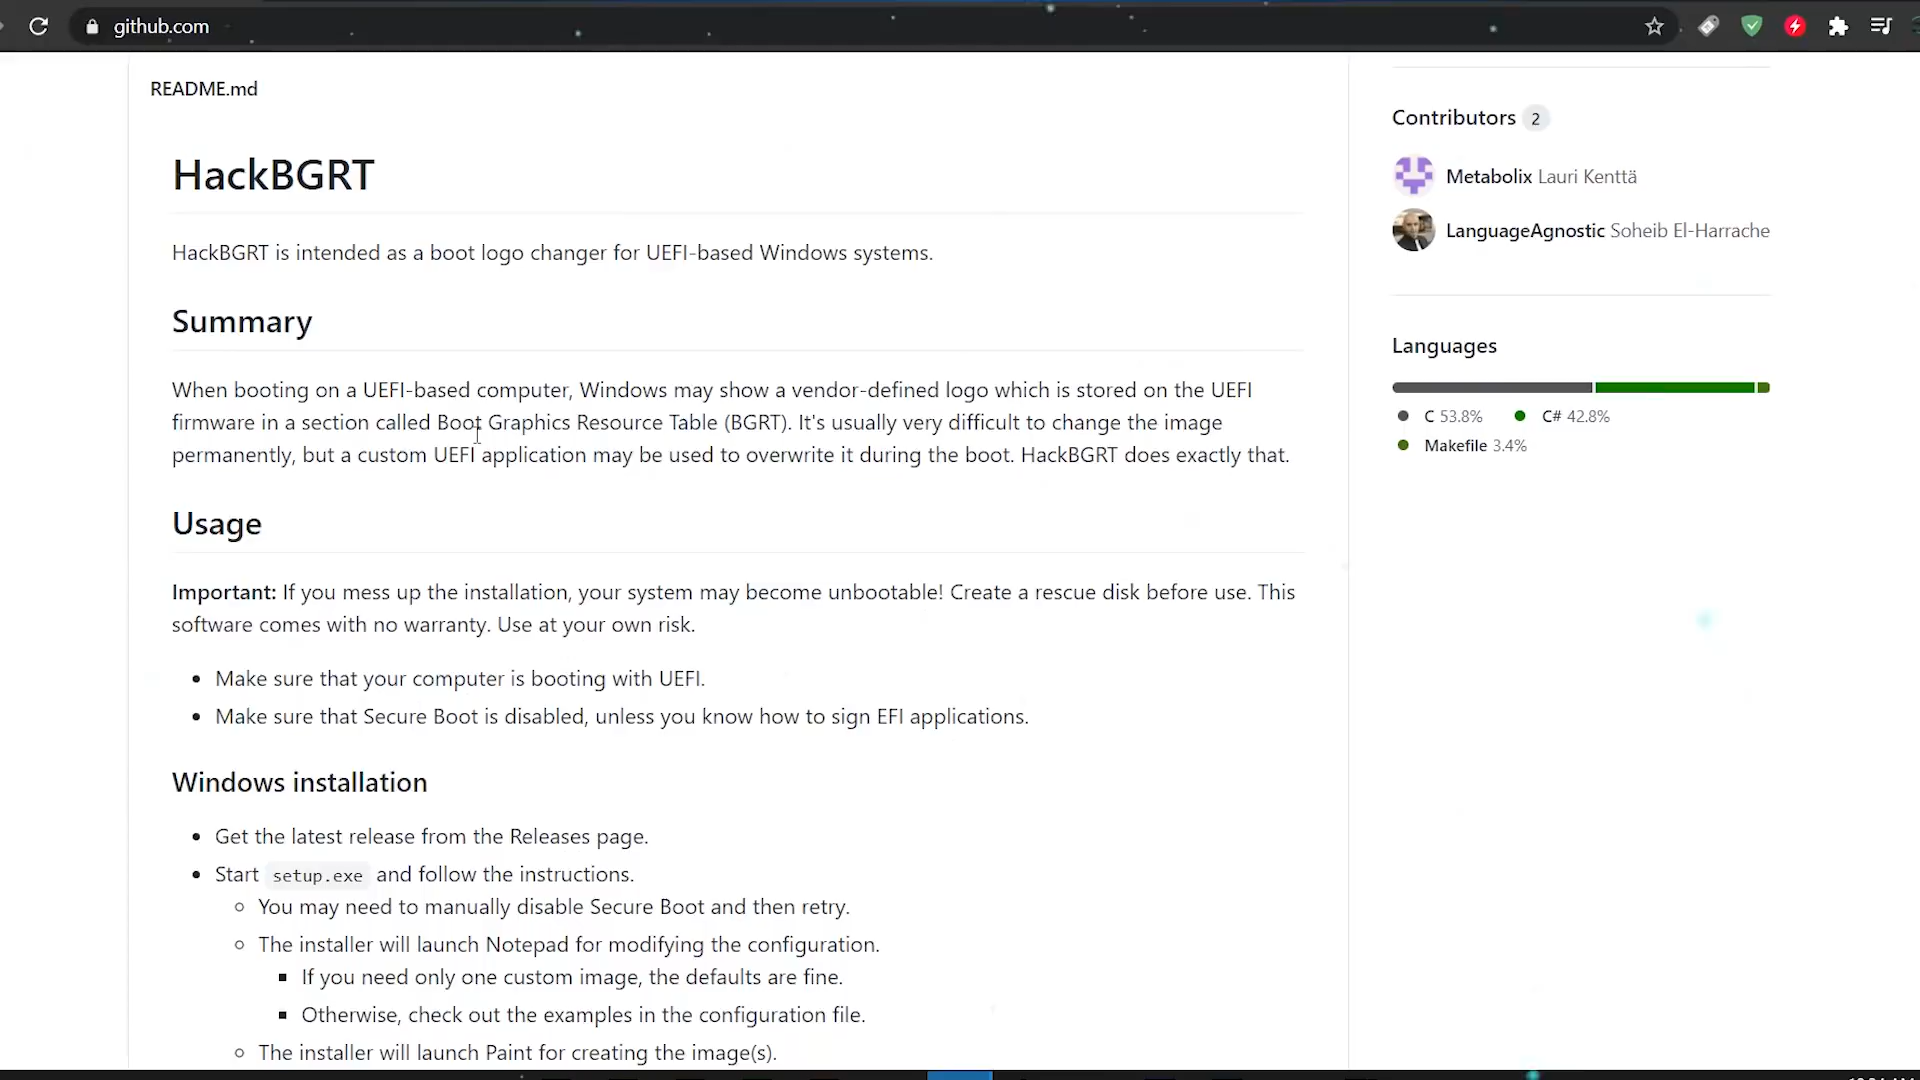 github.com
README.md
HackBGRT
HackBGRT is intended as a boot logo changer for UEFI-based Windows systems.
Summary
When booting on a UEFI-based computer, Windows may show a vendor-defined logo which is stored on the UEFI
firmware in a section called Boot Graphics Resource Table (BGRT). It's usually very difficult to change the image
permanently, but a custom UEFI application may be used to overwrite it during the boot. HackBGRT does exactly that.
Usage
Important: If you mess up the installation, your system may become unbootable! Create a rescue disk before use. This
software comes with no warranty. Use at your own risk.
Make sure that your computer is booting with UEFI.
Make sure that Secure Boot is disabled, unless you know how to sign EFI applications.
Windows installation
Get the latest release from the Releases page.
Start setup.exe and follow the instructions.
You may need to manually disable Secure Boot and then retry.
The installer will launch Notepad for modifying the configuration.
If you need only one custom image, the defaults are fine.
Otherwise, check out the examples in the configuration file.
The installer will launch Paint for creating the image(s).
Contributors 2
Metabolix Lauri Kenttä
LanguageAgnostic Soheib El-Harrache
Languages
C 53.8% C# 42.8%
Makefile 3.4%